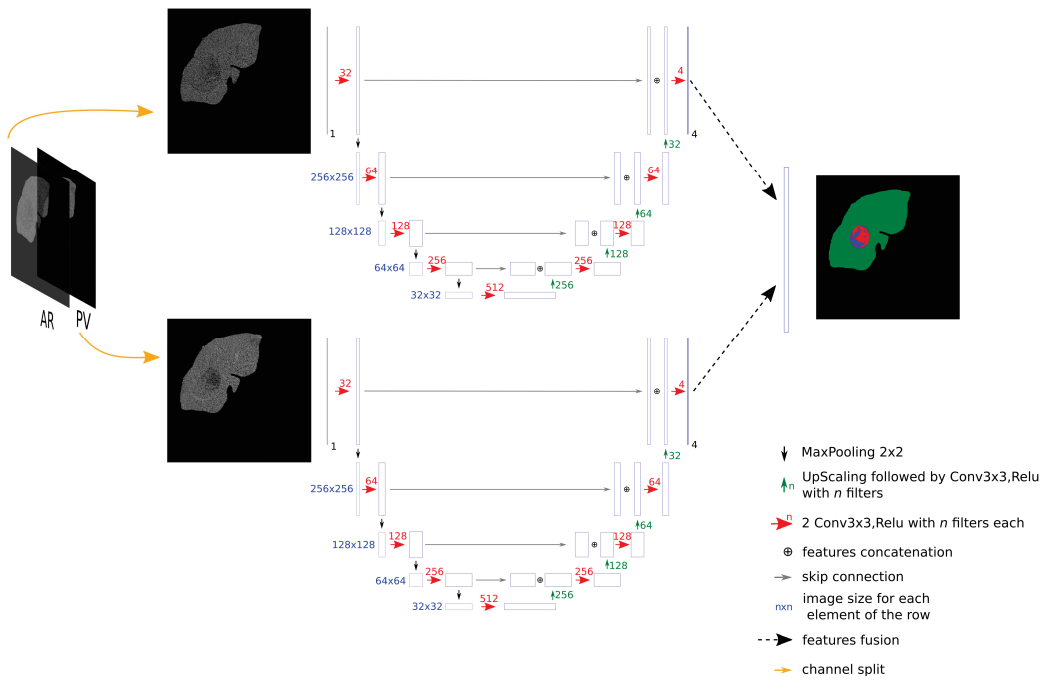 AR
PV
32
1
4
4
32
256x256
64
64
64
128x128
128
128
128
64x64
256
256
256
32x32
512
32
1
4
4
32
256x256
64
64
64
128x128
128
128
128
64x64
256
256
256
32x32
512
MaxPooling 2x2
n
UpScaling followed by Conv3x3,Relu
with n filters
n
2 Conv3x3,Relu with n filters each
⊕ features concatenation
skip connection
nxn
image size for each
element of the row
features fusion
channel split